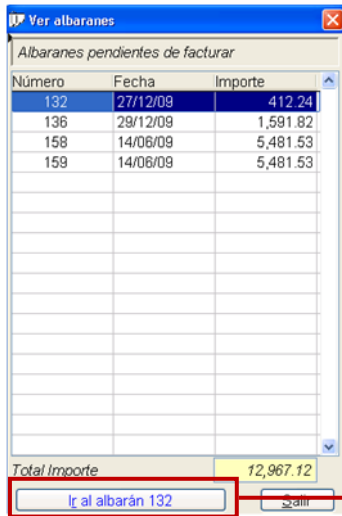 Ver albaranes
Albaranes pendientes de facturar
Número Fecha Importe
132 27/12/09 412.24
136 29/12/09 1,591.82
158 14/06/09 5,481.53
159 14/06/09 5,481.53
Total Importe 12,967.12
Ir al albarán 132 Salir